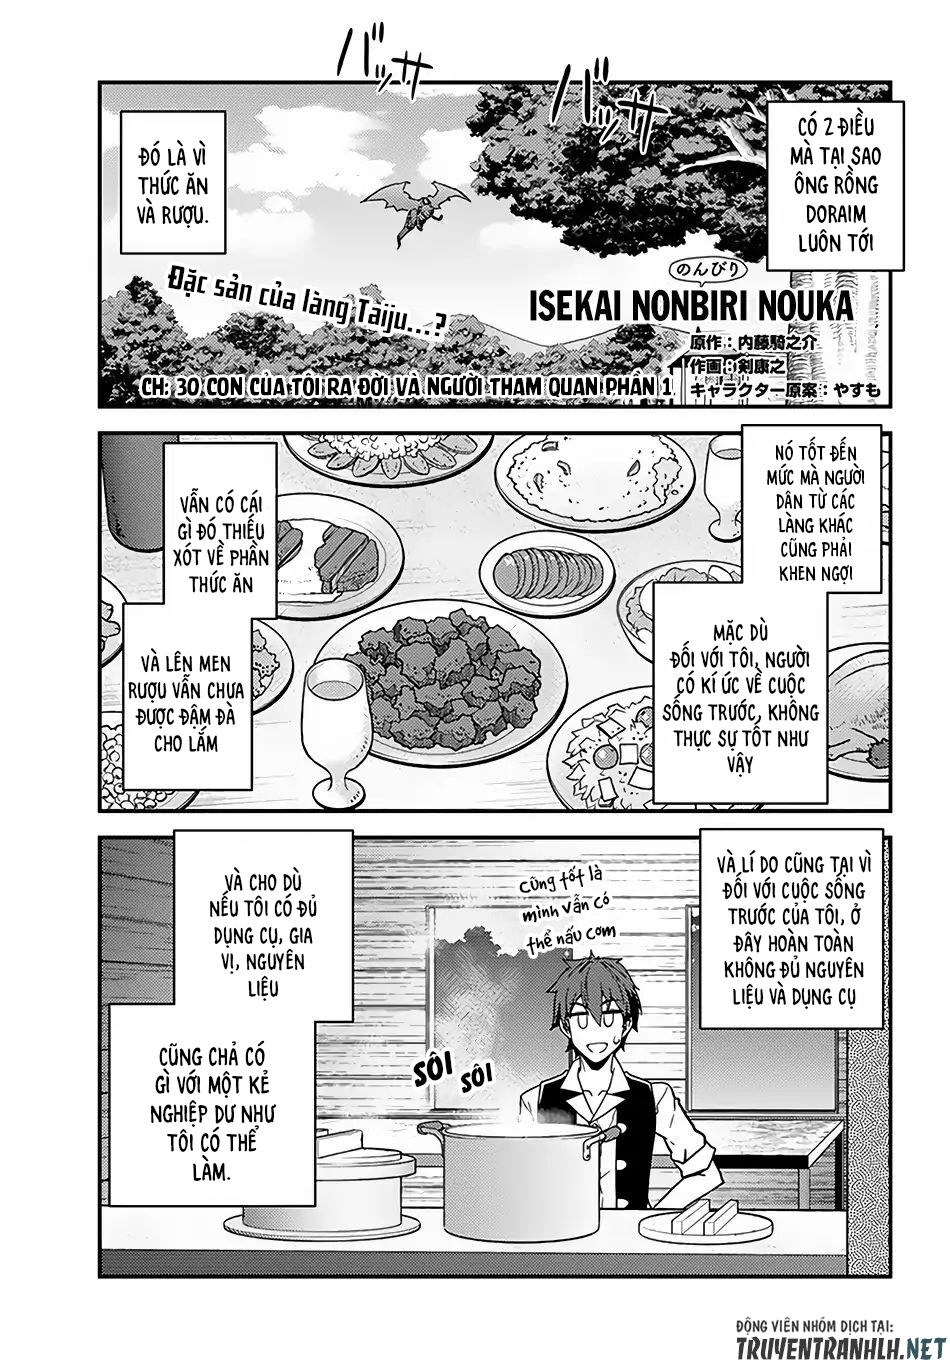 バッサ
バッサ
CÓ 2 ĐIỀU
MÀ TẠI SAO
ÔNG RỒNG
DORAIM
LUÔN TỚI
ĐÓ LÀ VÌ
THỨC ĂN
VÀ RƯỢU.
Đặc sản của làng Taiju....?
のんびり
ISEKAI NONBIRI NOUKA
原作：内藤騎之介
作画：剣康之
キャラクター原案：やすも
CH: 30 CON CỦA TÔI RA ĐỜI VÀ NGƯỜI THAM QUAN PHẦN 1
NÓ TỐT ĐẾN
MỨC MÀ NGƯỜI
DÂN TỪ CÁC
LÀNG KHÁC
CŨNG PHẢI
KHEN NGỢI
MẶC DÙ
ĐỐI VỚI TÔI, NGƯỜI
CÓ KÍ ỨC VỀ CUỘC
SỐNG TRƯỚC, KHÔNG
THỰC SỰ TỐT NHƯ
VẬY
VẪN CÓ CÁI
GÌ ĐÓ THIẾU
XÓT VỀ PHẦN
THỨC ĂN
VÀ LÊN MEN
RƯỢU VẪN CHƯA
ĐƯỢC ĐẬM ĐÀ
CHO LẮM
VÀ LÍ DO CŨNG TẠI VÌ
ĐỐI VỚI CUỘC SỐNG
TRƯỚC CỦA TÔI, Ở
ĐÂY HOÀN TOÀN
KHÔNG ĐỦ NGUYÊN
LIỆU VÀ DỤNG CỤ
Cũng tốt là
mình vẫn có
thể nấu cơm
SÔI
SÔI
VÀ CHO DÙ
NẾU TÔI CÓ ĐỦ
DỤNG CỤ, GIA
VỊ, NGUYÊN
LIỆU
CŨNG CHẢ CÓ
GÌ VỚI MỘT KẺ
NGHIỆP DƯ NHƯ
TÔI CÓ THỂ
LÀM.
ĐỘNG VIÊN NHÓM DỊCH TẠI:
TRUYENTRANHLH.NET